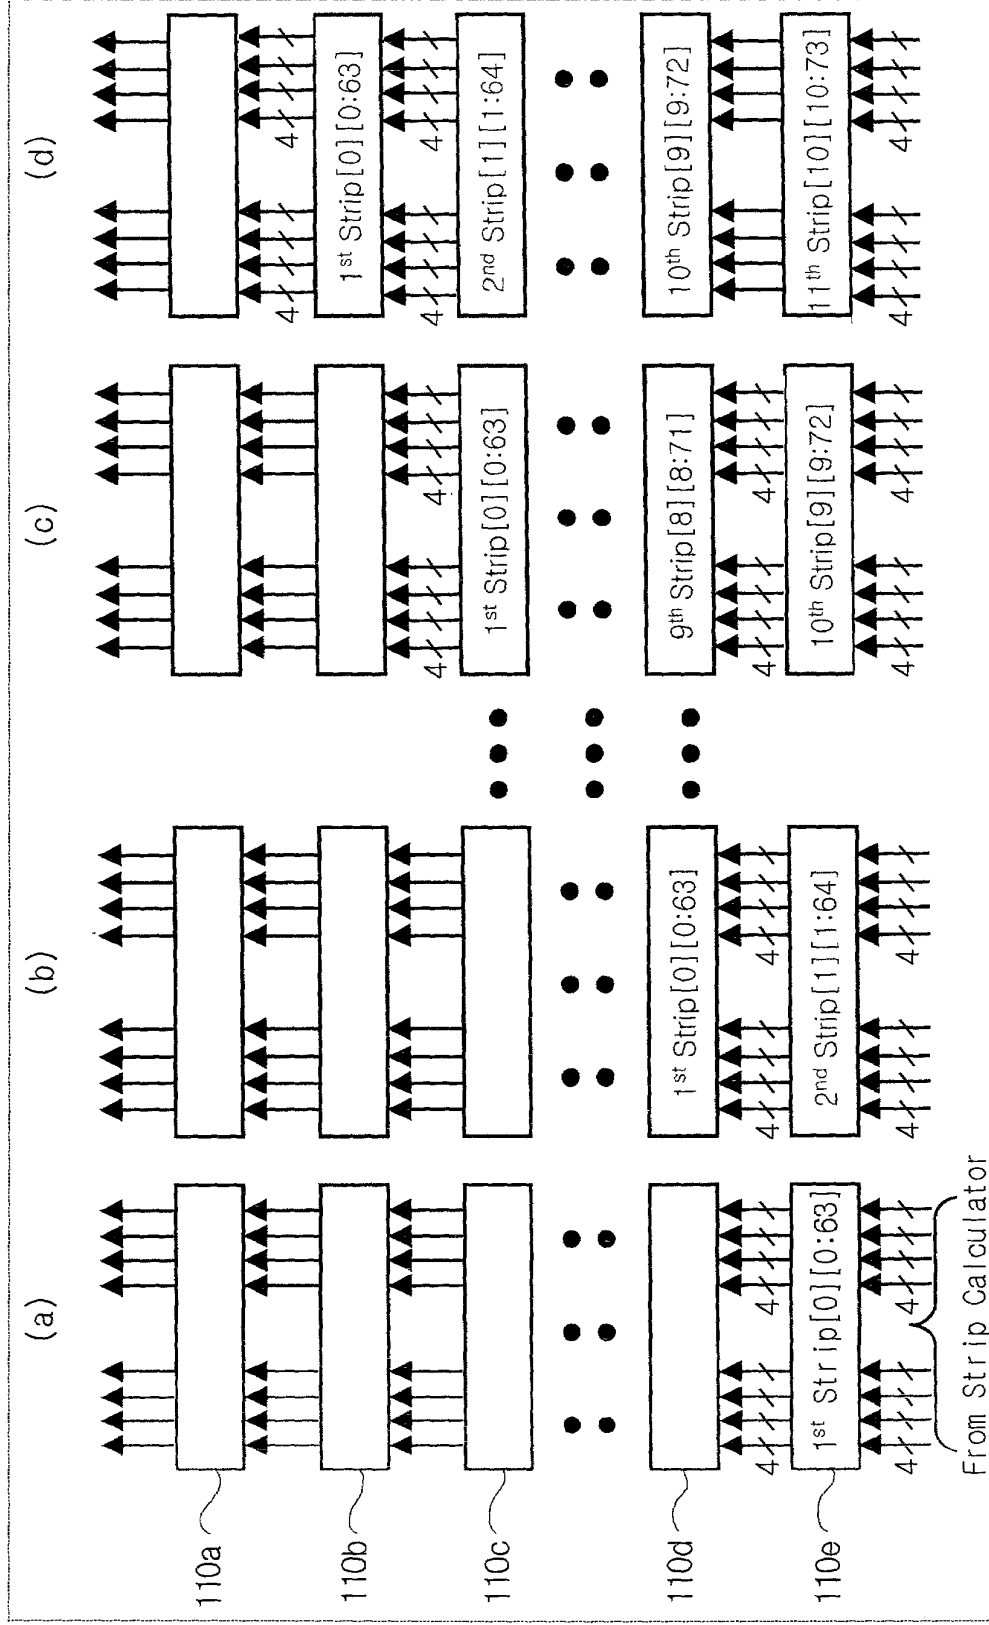 (a)
(b)
(c)
(d)
110a
110b
4
4
1st Strip[0][0:63]
4
4
4
4
110c
1st Strip[0][0:63]
2nd Strip[1][1:64]
110d
1st Strip[0][0:63]
9th Strip[8][8:71]
10th Strip[9][9:72]
4
4
4
4
4
4
110e
1st Strip[0][0:63]
2nd Strip[1][1:64]
10th Strip[9][9:72]
11th Strip[10][10:73]
4
4
4
4
4
4
4
4
From Strip Calculator